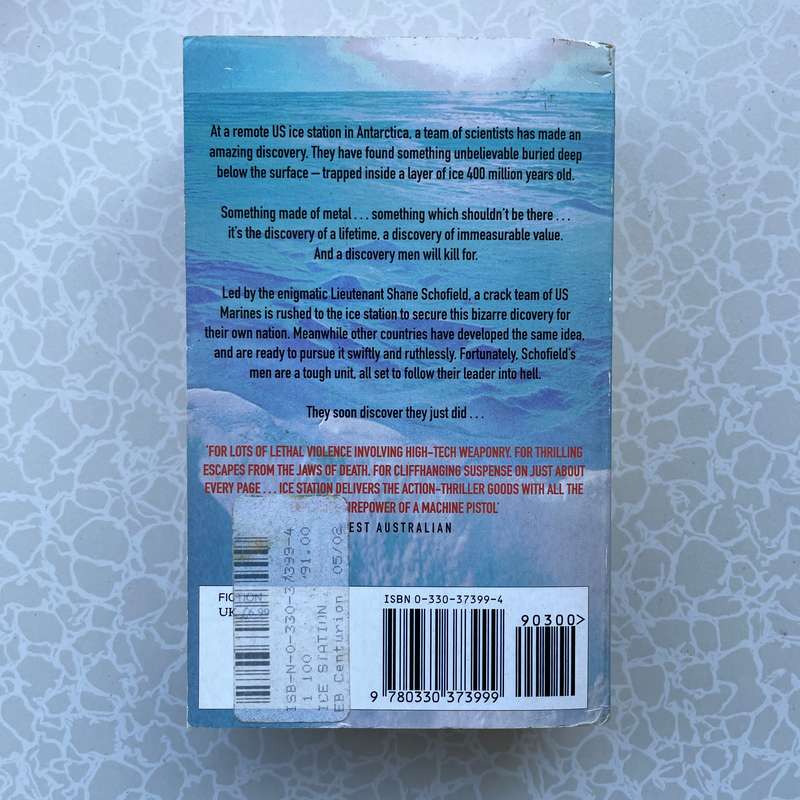 At a remote US ice station in Antarctica, a team of scientists has made an
amazing discovery. They have found something unbelievable buried deep
below the surface – trapped inside a layer of ice 400 million years old.
Something made of metal . . . something which shouldn't be there . . .
it's the discovery of a lifetime, a discovery of immeasurable value.
And a discovery men will kill for.
Led by the enigmatic Lieutenant Shane Schofield, a crack team of US
Marines is rushed to the ice station to secure this bizarre dicovery for
their own nation. Meanwhile other countries have developed the same idea,
and are ready to pursue it swiftly and ruthlessly. Fortunately, Schofield's
men are a tough unit, all set to follow their leader into hell.
They soon discover they just did . . .
'FOR LOTS OF LETHAL VIOLENCE INVOLVING HIGH-TECH WEAPONRY. FOR THRILLING
ESCAPES FROM THE JAWS OF DEATH. FOR CLIFFHANGING SUSPENSE ON JUST ABOUT
EVERY PAGE . . . ICE STATION DELIVERS THE ACTION-THRILLER GOODS WITH ALL THE
FIREPOWER OF A MACHINE PISTOL'
EST AUSTRALIAN
FICTION
UK £6.99
ISBN-N-0-330-37399-4
11 100 91.00
ICE STATION
EB Centurion 05/02
ISBN 0-330-37399-4
90300>
9 780330 373999